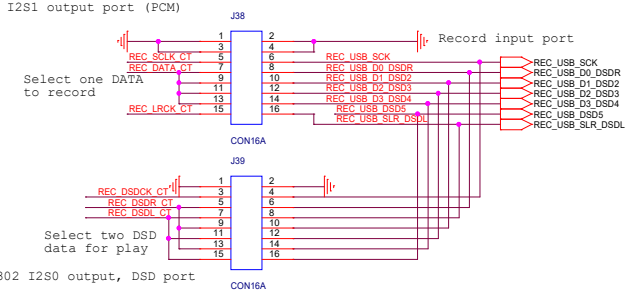 I2S1 output port (PCM)
J38
1 2
3 4
REC_SCLK_CT 5 6 REC_USB_SCK
REC_DATA_CT 7 8 REC_USB_D0_DSDR
9 10 REC_USB_D1_DSD2
11 12 REC_USB_D2_DSD3
13 14 REC_USB_D3_DSD4
REC_LRCK_CT 15 16 REC_USB_DSD5
REC_USB_SLR_DSDL
CON16A
Select one DATA
to record
Record input port
REC_USB_SCK
REC_USB_D0_DSDR
REC_USB_D1_DSD2
REC_USB_D2_DSD3
REC_USB_D3_DSD4
REC_USB_DSD5
REC_USB_SLR_DSDL
J39
1 2
REC_DSDCK_CT 3 4
REC_DSDR_CT 5 6
REC_DSDL_CT 7 8
9 10
11 12
13 14
15 16
CON16A
Select two DSD
data for play
302 I2S0 output, DSD port